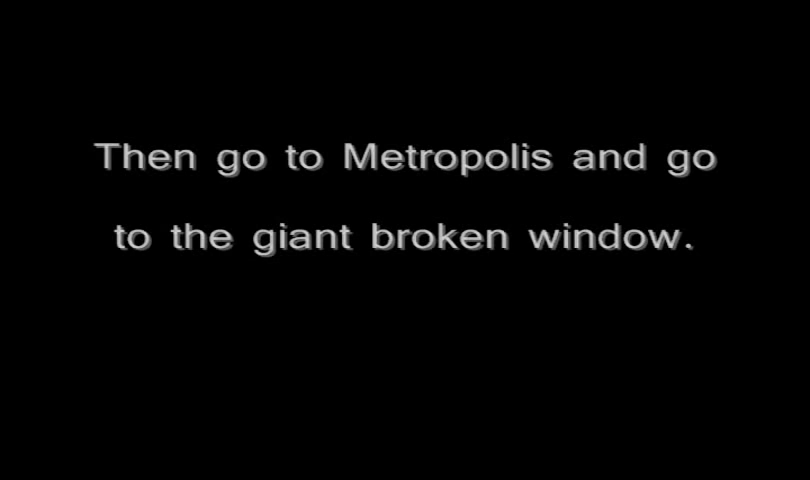 Then go to Metropolis and go
to the giant broken window.